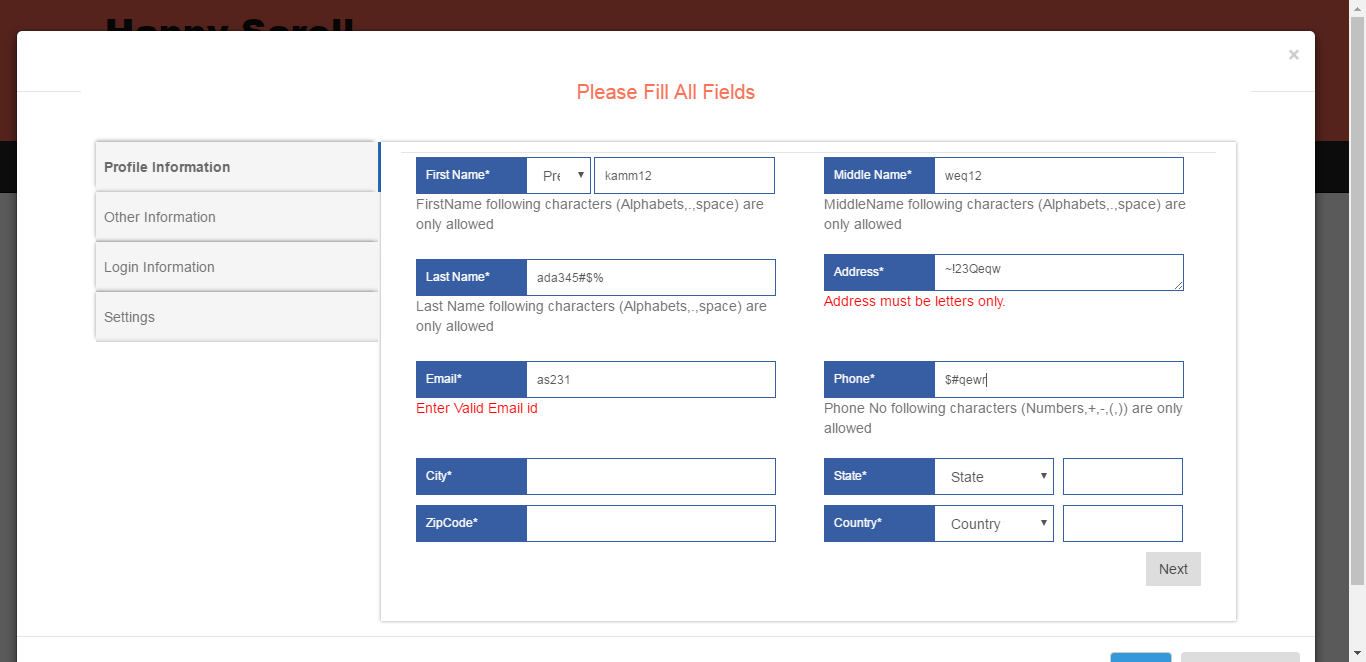 Happy Scroll
×
Please Fill All Fields
Profile Information
Other Information
Login Information
Settings
First Name* Pre kamm12
FirstName following characters (Alphabets,.,space) are
only allowed
Middle Name* weq12
MiddleName following characters (Alphabets,.,space) are
only allowed
Last Name* ada345#$%
Last Name following characters (Alphabets,.,space) are
only allowed
Address* ~!23Qeqw
Address must be letters only.
Email* as231
Enter Valid Email id
Phone* $#qewr
Phone No following characters (Numbers,+,-,(,)) are only
allowed
City*
State* State
ZipCode*
Country* Country
Next